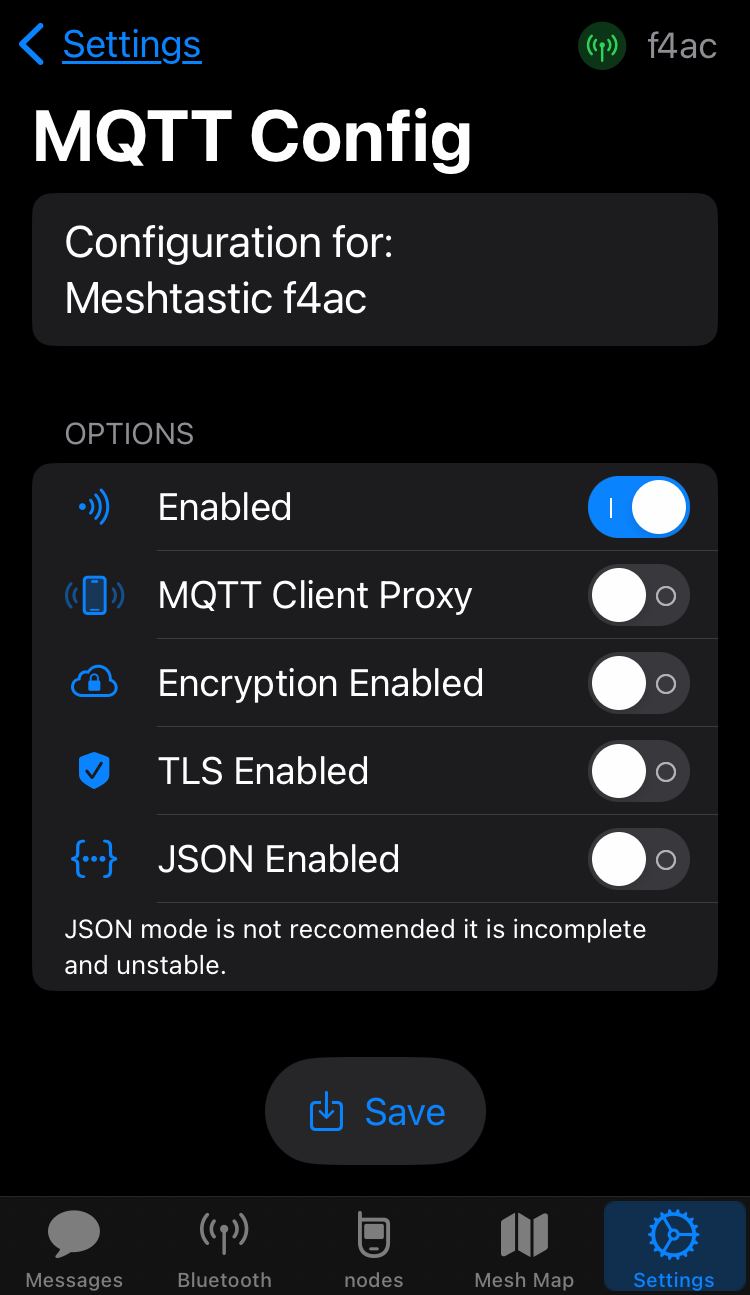 Settings
f4ac
MQTT Config
Configuration for:
Meshtastic f4ac
OPTIONS
Enabled
MQTT Client Proxy
Encryption Enabled
TLS Enabled
JSON Enabled
JSON mode is not reccomended it is incomplete
and unstable.
Save
Messages
Bluetooth
nodes
Mesh Map
Settings